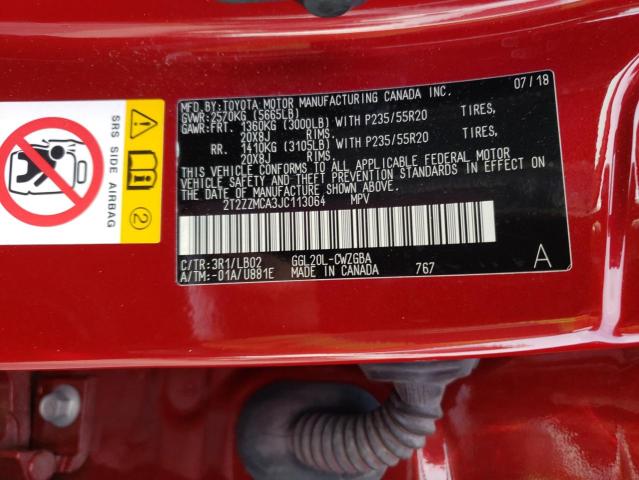 MFD.BY:TOYOTA MOTOR MANUFACTURING CANADA INC. 07/18
GVWR:2570KG (5665LB)
GAWR:FRT. 1360KG (3000LB) WITH P235/55R20 TIRES,
20X8J RIMS.
RR. 1410KG (3105LB) WITH P235/55R20 TIRES,
20X8J RIMS.
THIS VEHICLE CONFORMS TO ALL APPLICABLE FEDERAL MOTOR
VEHICLE SAFETY AND THEFT PREVENTION STANDARDS IN EFFECT ON
THE DATE OF MANUFACTURE SHOWN ABOVE.
2T2ZZMCA3JC113064 MPV
C/TR:3R1/LB02 GGL20L-CWZGBA
A/TM:-01A/U881E MADE IN CANADA 767 A
SRS SIDE AIRBAG
2